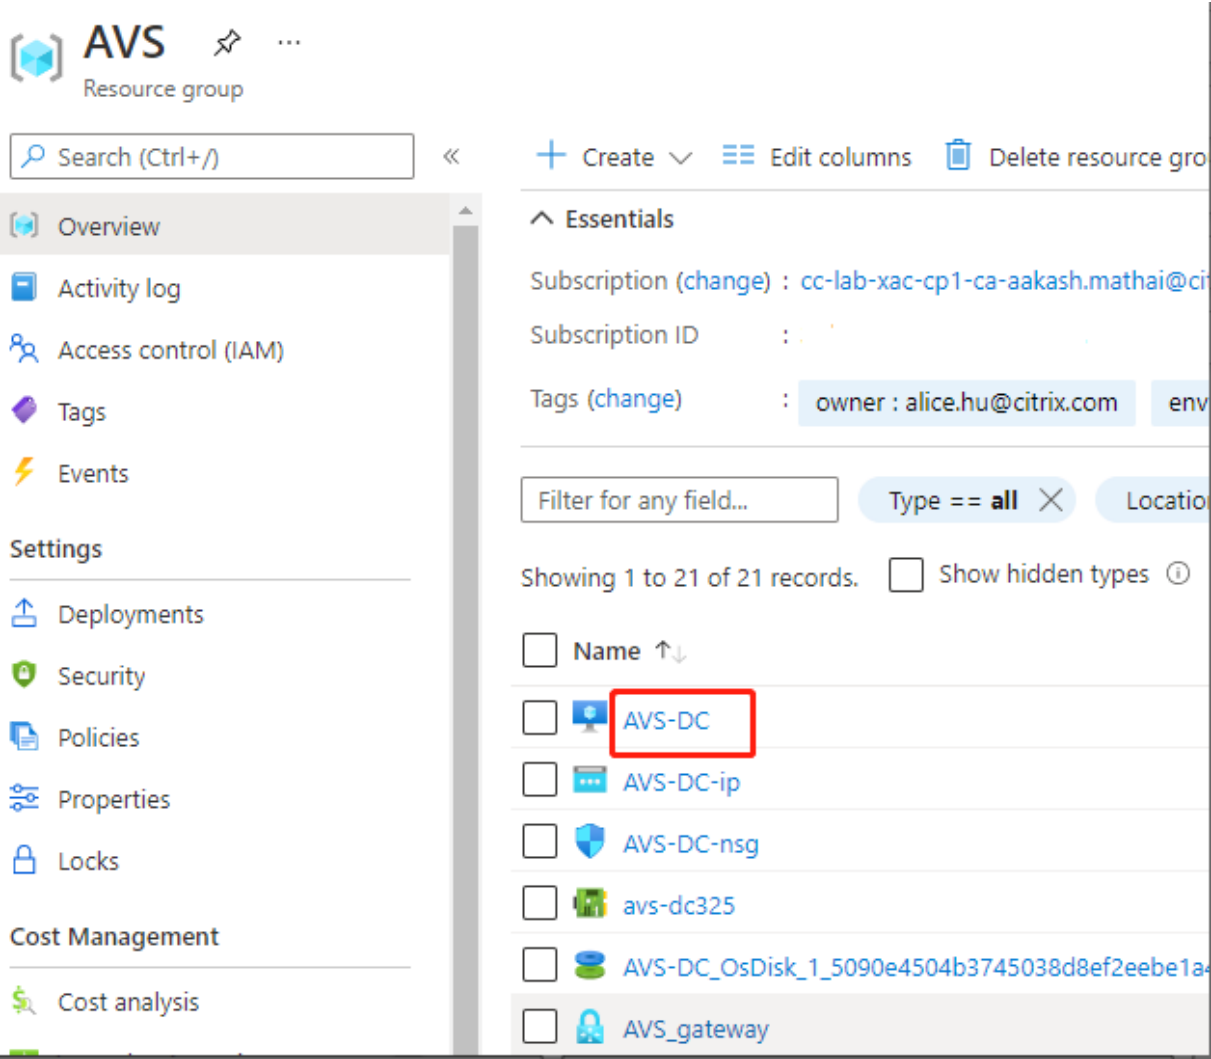 AVS
Resource group
Search (Ctrl+/)
Overview
Activity log
Access control (IAM)
Tags
Events
Settings
Deployments
Security
Policies
Properties
Locks
Cost Management
Cost analysis
Create
Edit columns
Delete resource gro
Essentials
Subscription (change) : cc-lab-xac-cp1-ca-aakash.mathai@cit
Subscription ID :
Tags (change) : owner : alice.hu@citrix.com env
Filter for any field...
Type == all
Locatio
Showing 1 to 21 of 21 records.
Show hidden types
Name
AVS-DC
AVS-DC-ip
AVS-DC-nsg
avs-dc325
AVS-DC_OsDisk_1_5090e4504b3745038d8ef2eebe1a4
AVS_gateway